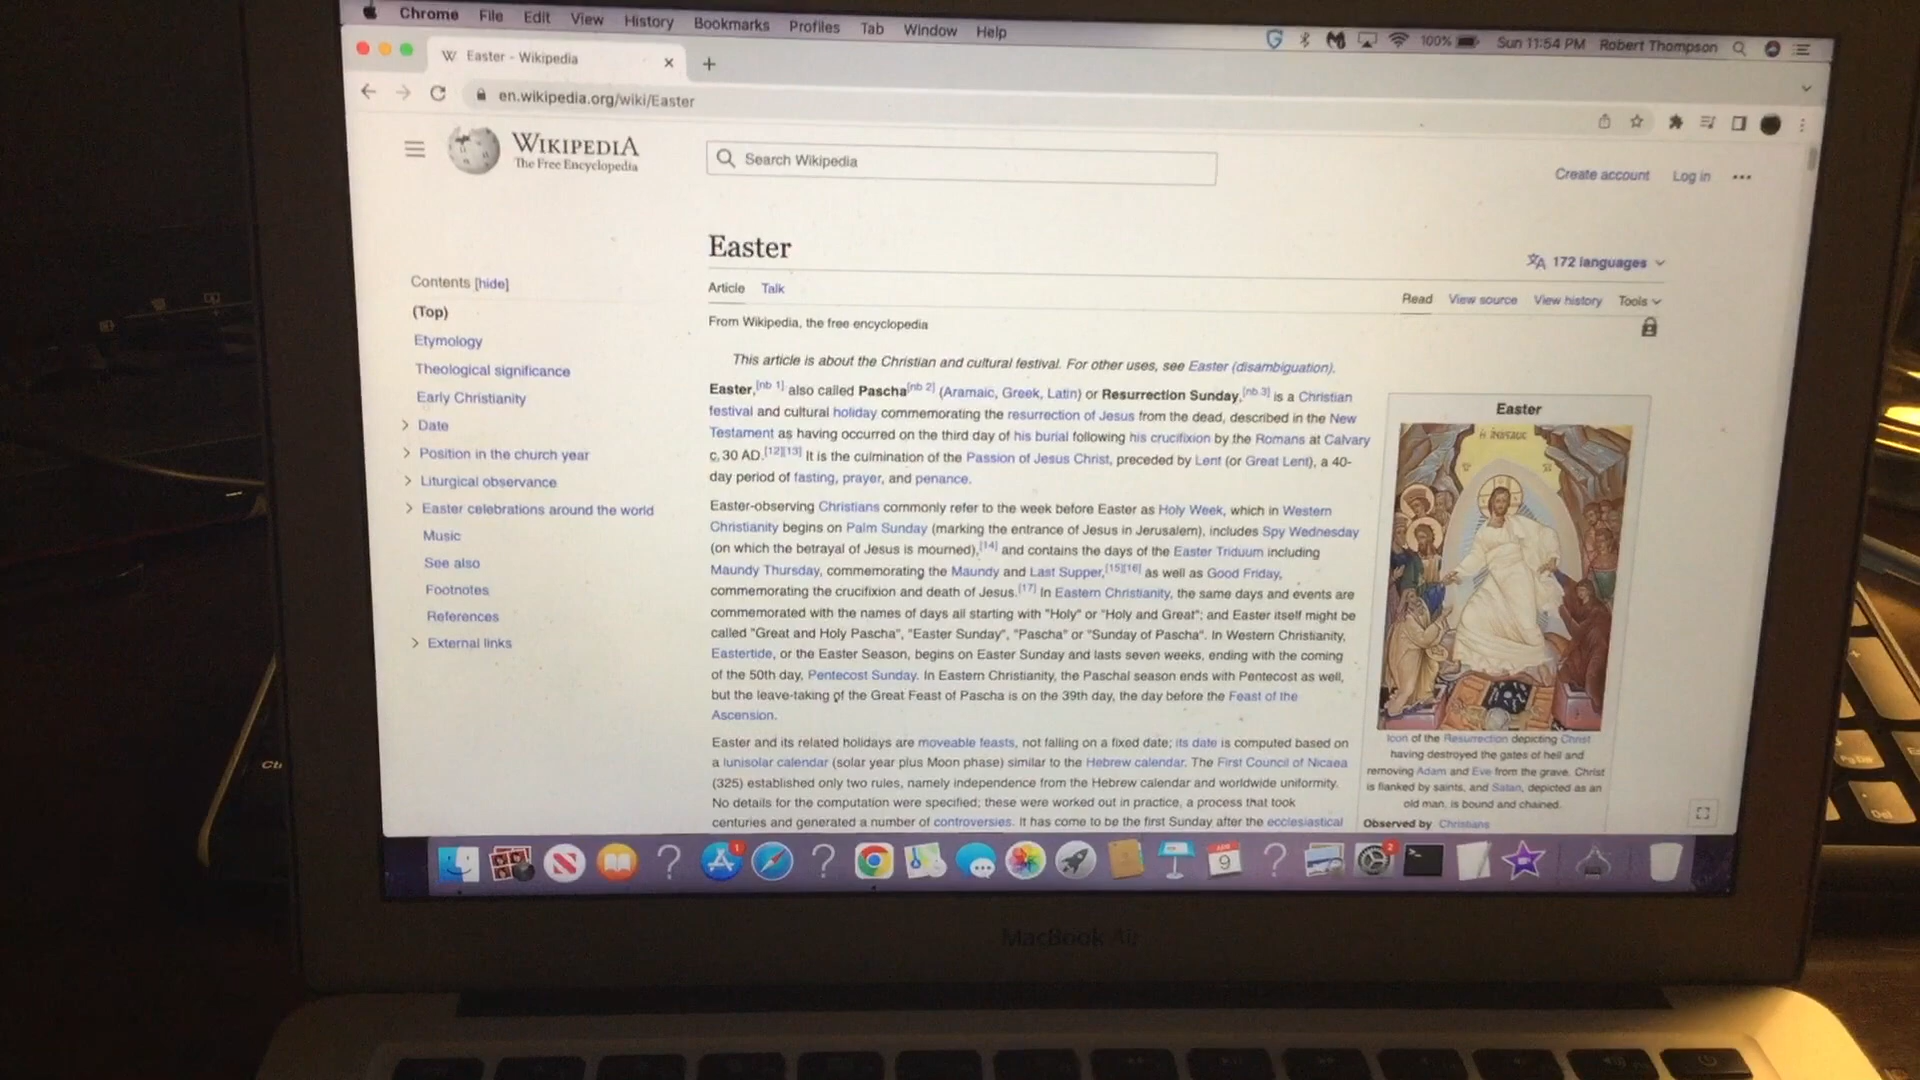 Chrome File Edit View History Bookmarks Profiles Tab Window Help
100% Sun 11:54 PM Robert Thompson
W Easter - Wikipedia
en.wikipedia.org/wiki/Easter
WIKIPEDIA
The Free Encyclopedia
Search Wikipedia
Create account Log in
Easter
172 languages
Article Talk
Read View source View history Tools
From Wikipedia, the free encyclopedia
Contents [hide]
(Top)
Etymology
Theological significance
Early Christianity
Date
Position in the church year
Liturgical observance
Easter celebrations around the world
Music
See also
Footnotes
References
External links
This article is about the Christian and cultural festival. For other uses, see Easter (disambiguation).
Easter,[nb 1] also called Pascha[nb 2] (Aramaic, Greek, Latin) or Resurrection Sunday,[nb 3] is a Christian
festival and cultural holiday commemorating the resurrection of Jesus from the dead, described in the New
Testament as having occurred on the third day of his burial following his crucifixion by the Romans at Calvary
c. 30 AD.[12][13] It is the culmination of the Passion of Jesus Christ, preceded by Lent (or Great Lent), a 40-
day period of fasting, prayer, and penance.
Easter-observing Christians commonly refer to the week before Easter as Holy Week, which in Western
Christianity begins on Palm Sunday (marking the entrance of Jesus in Jerusalem), includes Spy Wednesday
(on which the betrayal of Jesus is mourned),[14] and contains the days of the Easter Triduum including
Maundy Thursday, commemorating the Maundy and Last Supper,[15][16] as well as Good Friday,
commemorating the crucifixion and death of Jesus.[17] In Eastern Christianity, the same days and events are
commemorated with the names of days all starting with "Holy" or "Holy and Great"; and Easter itself might be
called "Great and Holy Pascha", "Easter Sunday", "Pascha" or "Sunday of Pascha". In Western Christianity,
Eastertide, or the Easter Season, begins on Easter Sunday and lasts seven weeks, ending with the coming
of the 50th day, Pentecost Sunday. In Eastern Christianity, the Paschal season ends with Pentecost as well,
but the leave-taking of the Great Feast of Pascha is on the 39th day, the day before the Feast of the
Ascension.
Easter and its related holidays are moveable feasts, not falling on a fixed date; its date is computed based on
a lunisolar calendar (solar year plus Moon phase) similar to the Hebrew calendar. The First Council of Nicaea
(325) established only two rules, namely independence from the Hebrew calendar and worldwide uniformity.
No details for the computation were specified; these were worked out in practice, a process that took
centuries and generated a number of controversies. It has come to be the first Sunday after the ecclesiastical
Easter
Icon of the Resurrection depicting Christ
having destroyed the gates of hell and
removing Adam and Eve from the grave. Christ
is flanked by saints, and Satan, depicted as an
old man, is bound and chained.
Observed by Christians
1
APR
9
2
MacBook Air